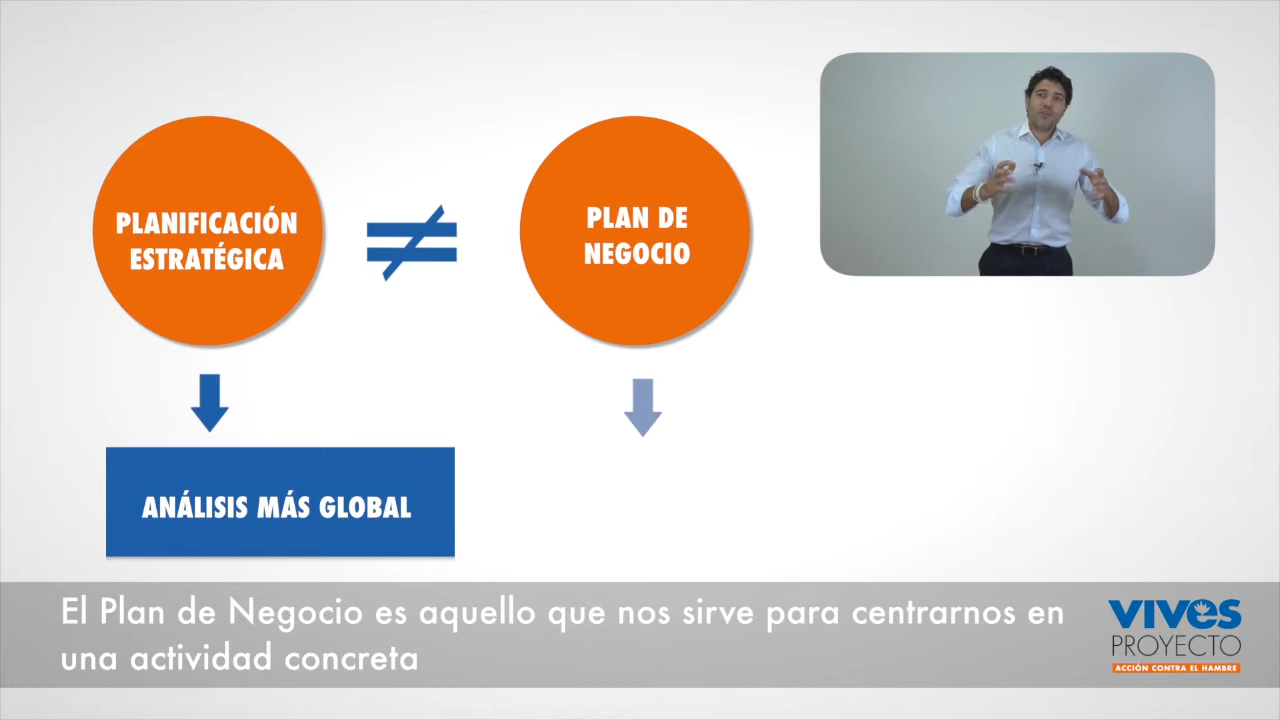 PLANIFICACIÓN
ESTRATÉGICA
PLAN DE
NEGOCIO
ANÁLISIS MÁS GLOBAL
El Plan de Negocio es aquello que nos sirve para centrarnos en
una actividad concreta
VIVES
PROYECTO
ACCIÓN CONTRA EL HAMBRE